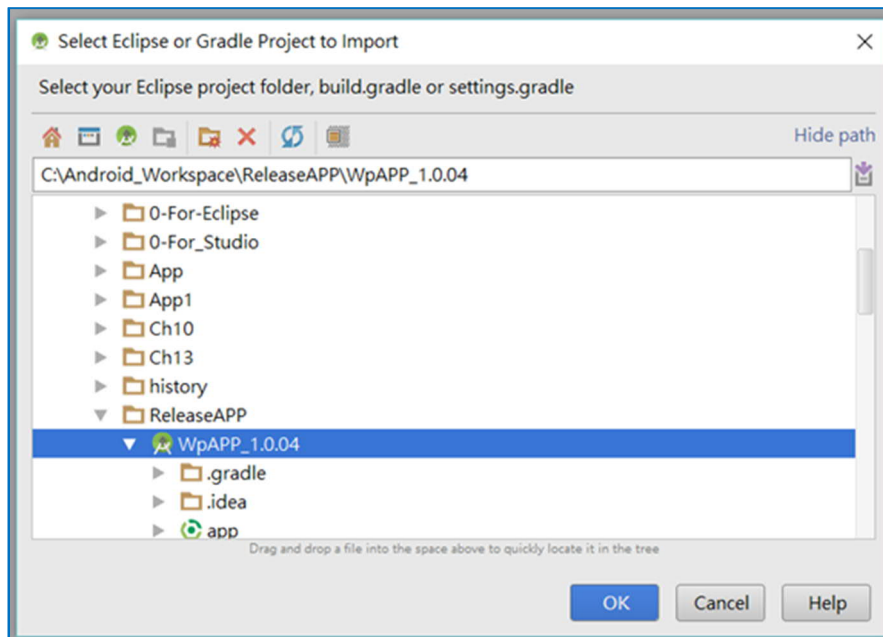 Select Eclipse or Gradle Project to Import
Select your Eclipse project folder, build.gradle or settings.gradle
Hide path
C:\Android_Workspace\ReleaseAPP\WpAPP_1.0.04
0-For-Eclipse
0-For_Studio
App
App1
Ch10
Ch13
history
ReleaseAPP
WpAPP_1.0.04
.gradle
.idea
app
Drag and drop a file into the space above to quickly locate it in the tree
OK Cancel Help